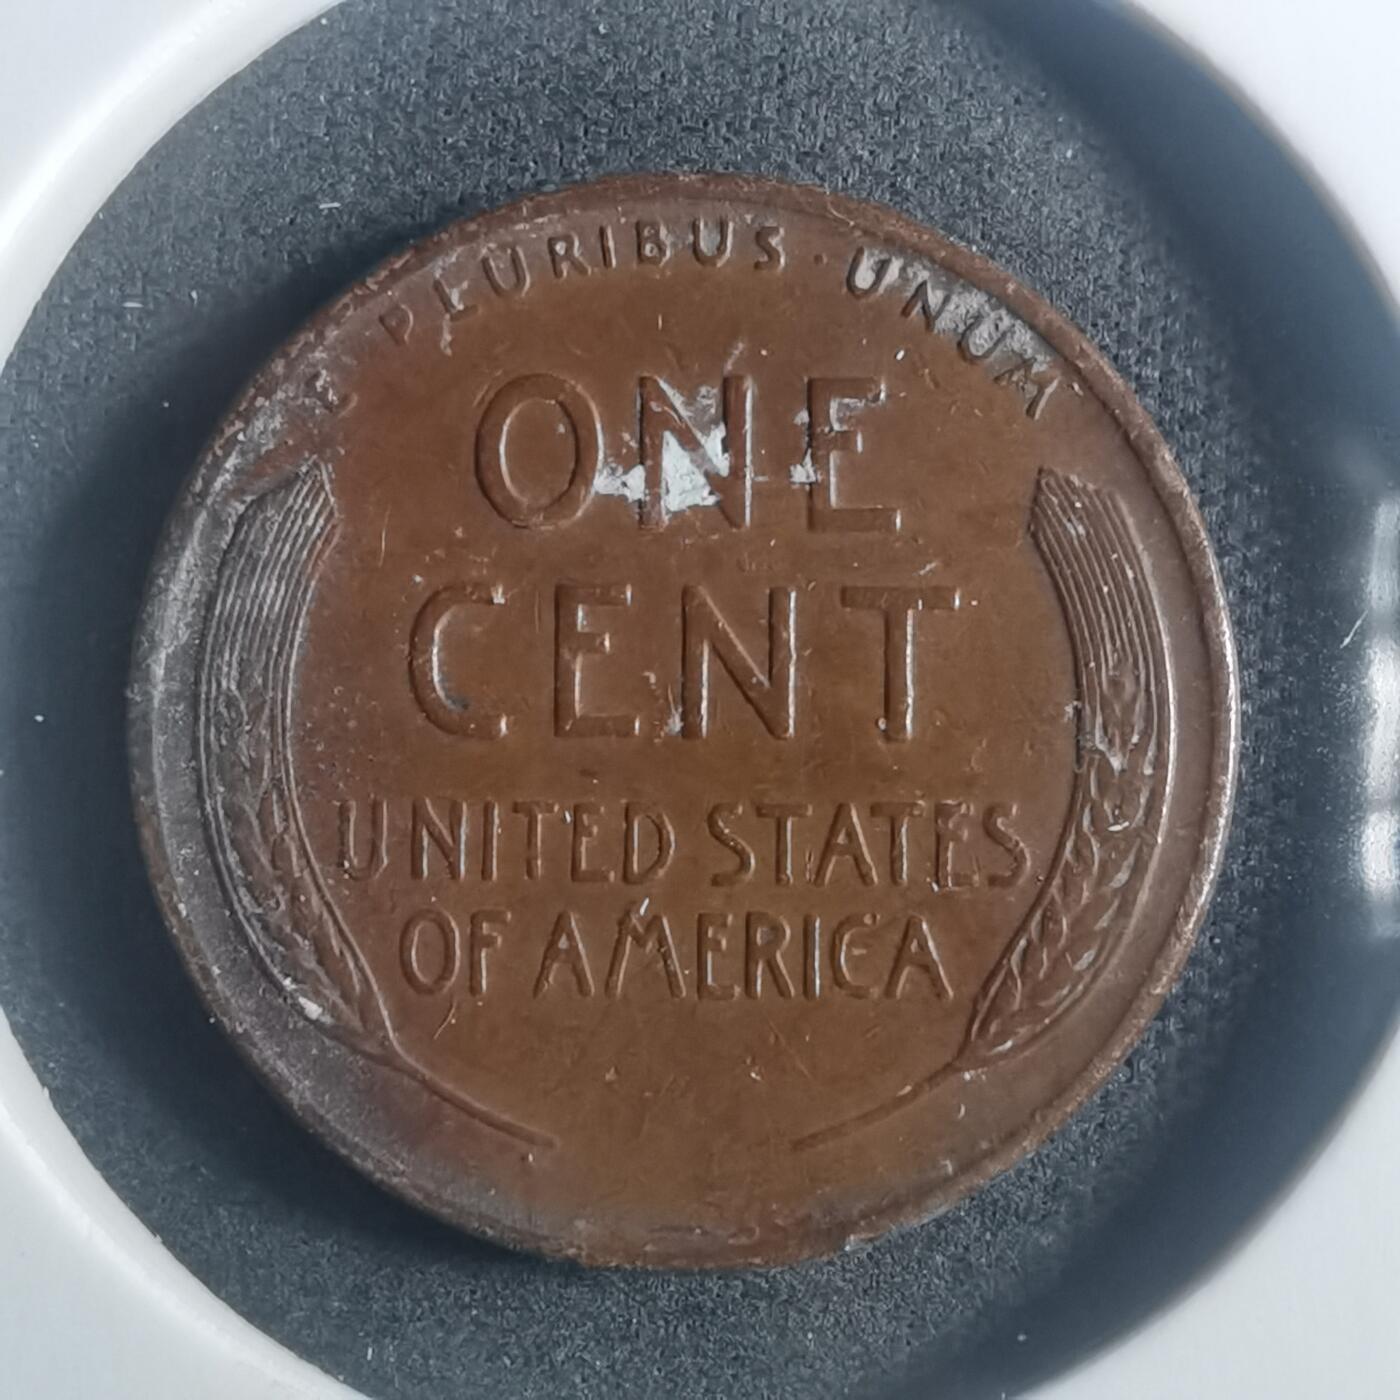 E PLURIBUS · UNUM
ONE
CENT
UNITED STATES
OF AMERICA